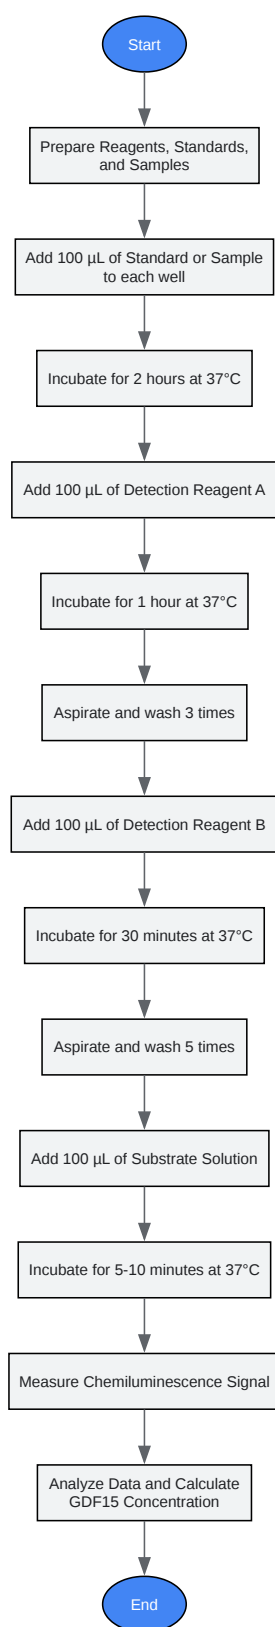 Start
Prepare Reagents, Standards,
and Samples
Add 100 µL of Standard or Sample
to each well
Incubate for 2 hours at 37°C
Add 100 µL of Detection Reagent A
Incubate for 1 hour at 37°C
Aspirate and wash 3 times
Add 100 µL of Detection Reagent B
Incubate for 30 minutes at 37°C
Aspirate and wash 5 times
Add 100 µL of Substrate Solution
Incubate for 5-10 minutes at 37°C
Measure Chemiluminescence Signal
Analyze Data and Calculate
GDF15 Concentration
End